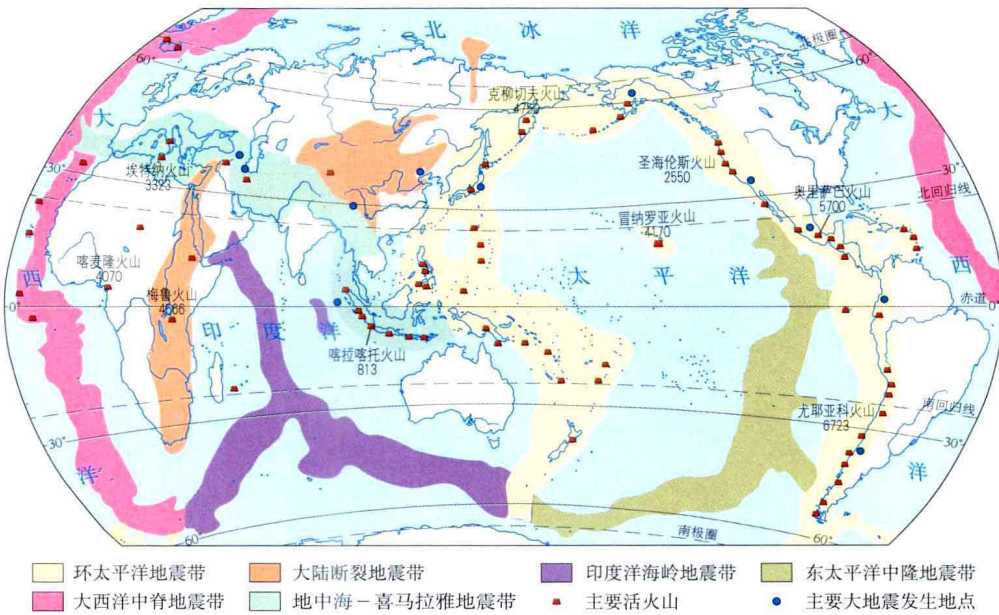 北 冰 洋
北极圈
60°
60°
克柳切夫火山
4750
大
大
埃特纳火山
3323
圣海伦斯火山
2550
30°
30°
奥里萨巴火山
5700
北回归线
冒纳罗亚火山
4170
喀麦隆火山
4070
西
太 平 洋
西
梅鲁火山
4566
0°
0°
赤道
印 度 洋
喀拉喀托火山
813
尤耶亚科火山
6723
南回归线
30°
30°
洋
洋
南极圈
60°
60°
环太平洋地震带
大陆断裂地震带
印度洋海岭地震带
东太平洋中隆地震带
大西洋中脊地震带
地中海－喜马拉雅地震带
主要活火山
主要大地震发生地点